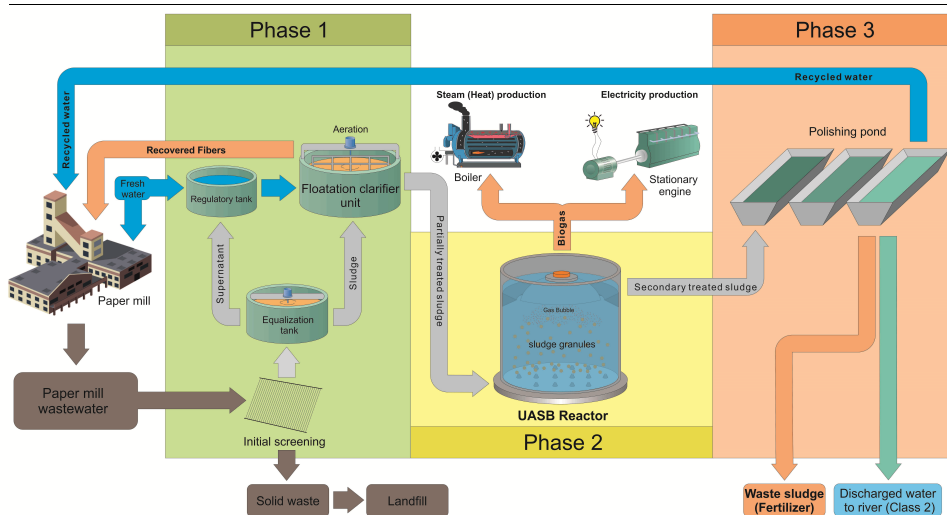 Phase 1
Phase 3
Recycled water
Recycled water
Steam (Heat) production
Electricity production
Polishing pond
Aeration
Recovered Fibers
Fresh
water
Regulatory tank
Floatation clarifier
unit
Boiler
Stationary
engine
Paper mill
Supernatant
Sludge
Partially treated sludge
Biogas
Equalization
tank
Gas Bubble
sludge granules
Secondary treated sludge
UASB Reactor
Phase 2
Paper mill
wastewater
Initial screening
Solid waste
Landfill
Waste sludge
(Fertilizer)
Discharged water
to river (Class 2)